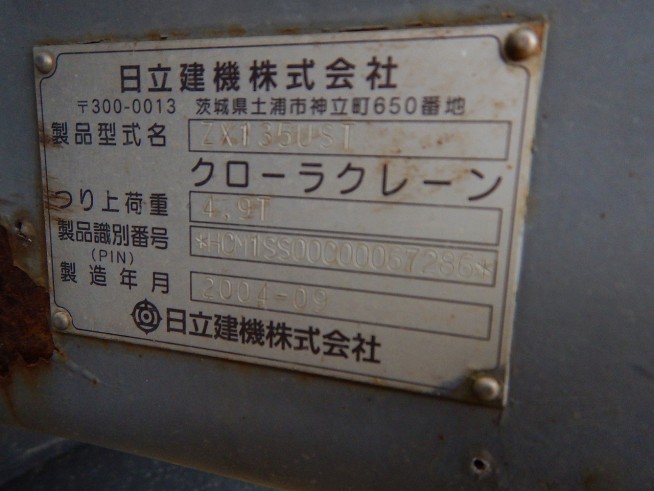 日立建機株式会社
〒300-0013 茨城県土浦市神立町650番地
製品型式名 ZX135UST
クローラクレーン
つり上荷重 4.9T
製品識別番号 *HCM1SS00C00067286*
(PIN)
製造年月 2004-09
日立建機株式会社